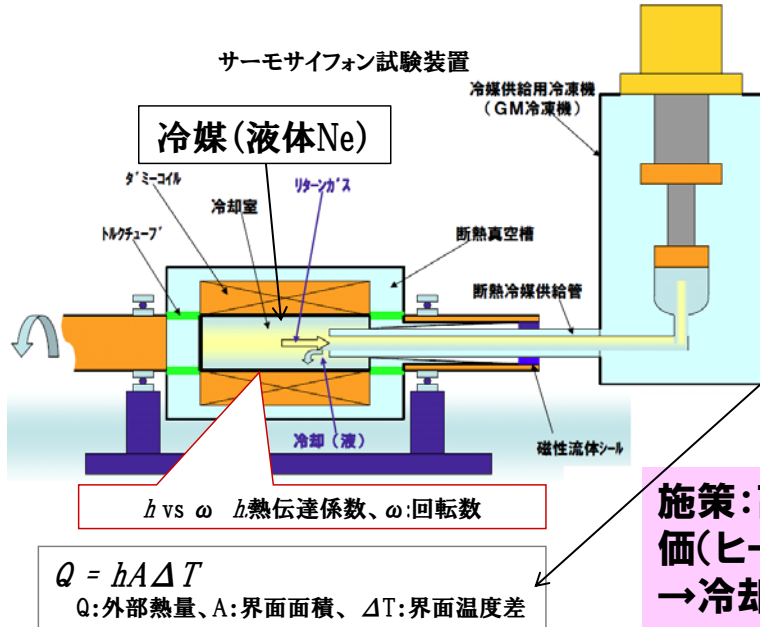 サーモサイフォン試験装置
冷媒供給用冷凍機
(GM冷凍機)
冷媒(液体Ne)
ダミーコイル
リターンガス
冷却室
トルクチューブ
断熱真空槽
断熱冷媒供給管
冷却(液)
磁性流体シール
h vs ω h:熱伝達係数、ω:回転数
施策:
価(ヒー
→冷却
Q = hAΔT
Q:外部熱量、A:界面面積、 ΔT:界面温度差